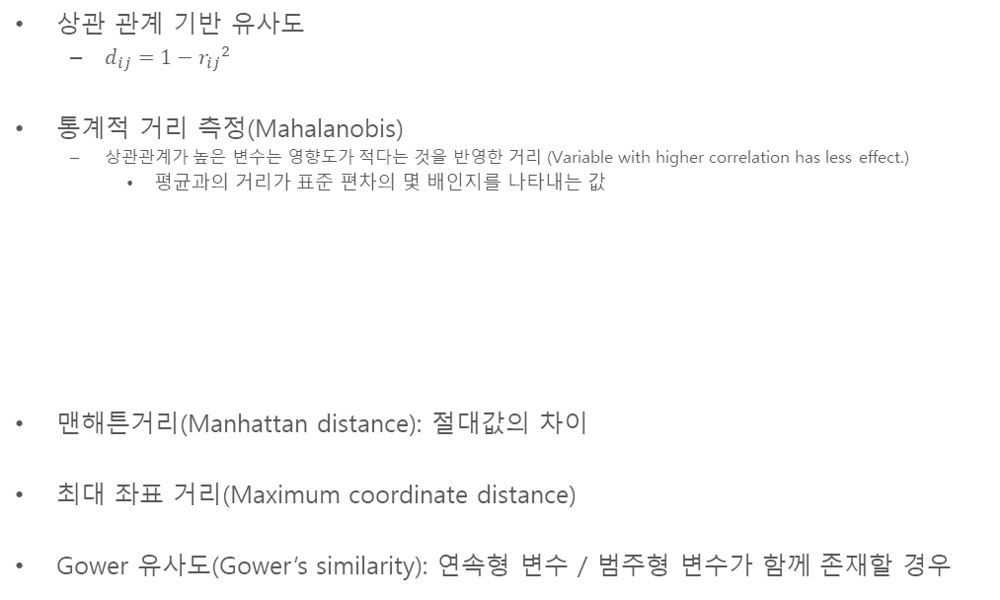 • 상관 관계 기반 유사도
– d_{ij} = 1 − r_{ij}²
• 통계적 거리 측정(Mahalanobis)
– 상관관계가 높은 변수는 영향도가 적다는 것을 반영한 거리 (Variable with higher correlation has less effect.)
• 평균과의 거리가 표준 편차의 몇 배인지를 나타내는 값
• 맨해튼거리(Manhattan distance): 절대값의 차이
• 최대 좌표 거리(Maximum coordinate distance)
• Gower 유사도(Gower’s similarity): 연속형 변수 / 범주형 변수가 함께 존재할 경우